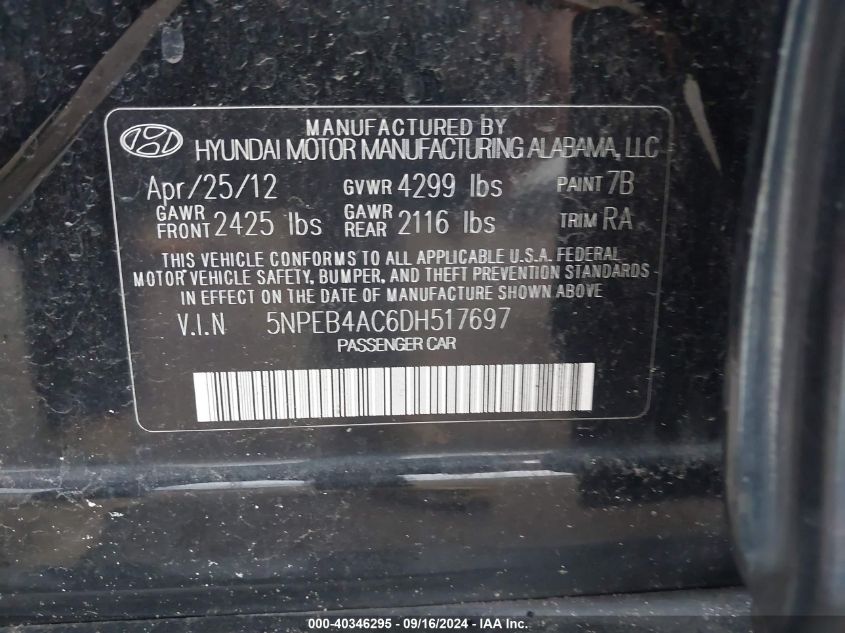 MANUFACTURED BY
HYUNDAI MOTOR MANUFACTURING ALABAMA, LLC
Apr/25/12 GVWR 4299 lbs PAINT 7B
GAWR FRONT 2425 lbs GAWR REAR 2116 lbs TRIM RA
THIS VEHICLE CONFORMS TO ALL APPLICABLE U.S.A. FEDERAL
MOTOR VEHICLE SAFETY, BUMPER, AND THEFT PREVENTION STANDARDS
IN EFFECT ON THE DATE OF MANUFACTURE SHOWN ABOVE
V.I.N 5NPEB4AC6DH517697
PASSENGER CAR
000-40346295 - 09/16/2024 - IAA Inc.